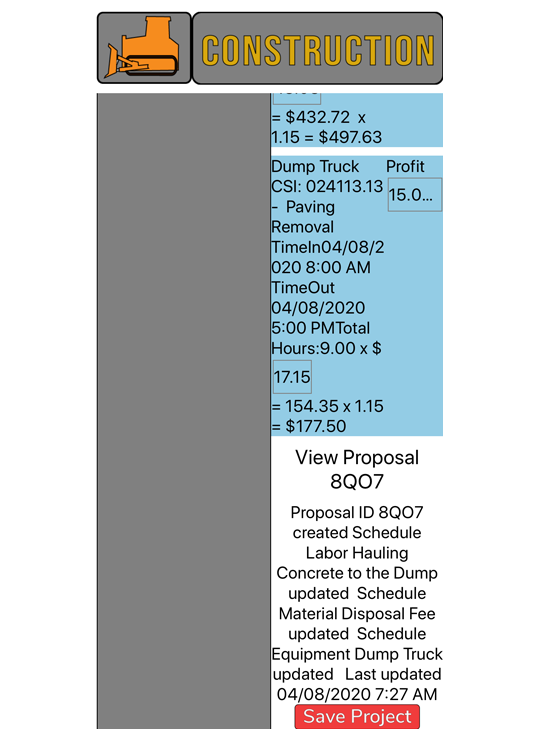 CONSTRUCTION
= $432.72 x
1.15 = $497.63
Dump Truck Profit
CSI: 024113.13 15.0...
- Paving
Removal
TimeIn04/08/2
020 8:00 AM
TimeOut
04/08/2020
5:00 PMTotal
Hours:9.00 x $
17.15
= 154.35 x 1.15
= $177.50
View Proposal
8QO7
Proposal ID 8QO7
created Schedule
Labor Hauling
Concrete to the Dump
updated Schedule
Material Disposal Fee
updated Schedule
Equipment Dump Truck
updated Last updated
04/08/2020 7:27 AM
Save Project